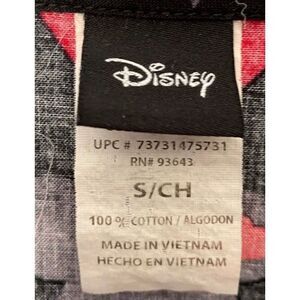 Disney
UPC # 73731475731
RN# 93643
S/CH
100% COTTON / ALGODON
MADE IN VIETNAM
HECHO EN VIETNAM